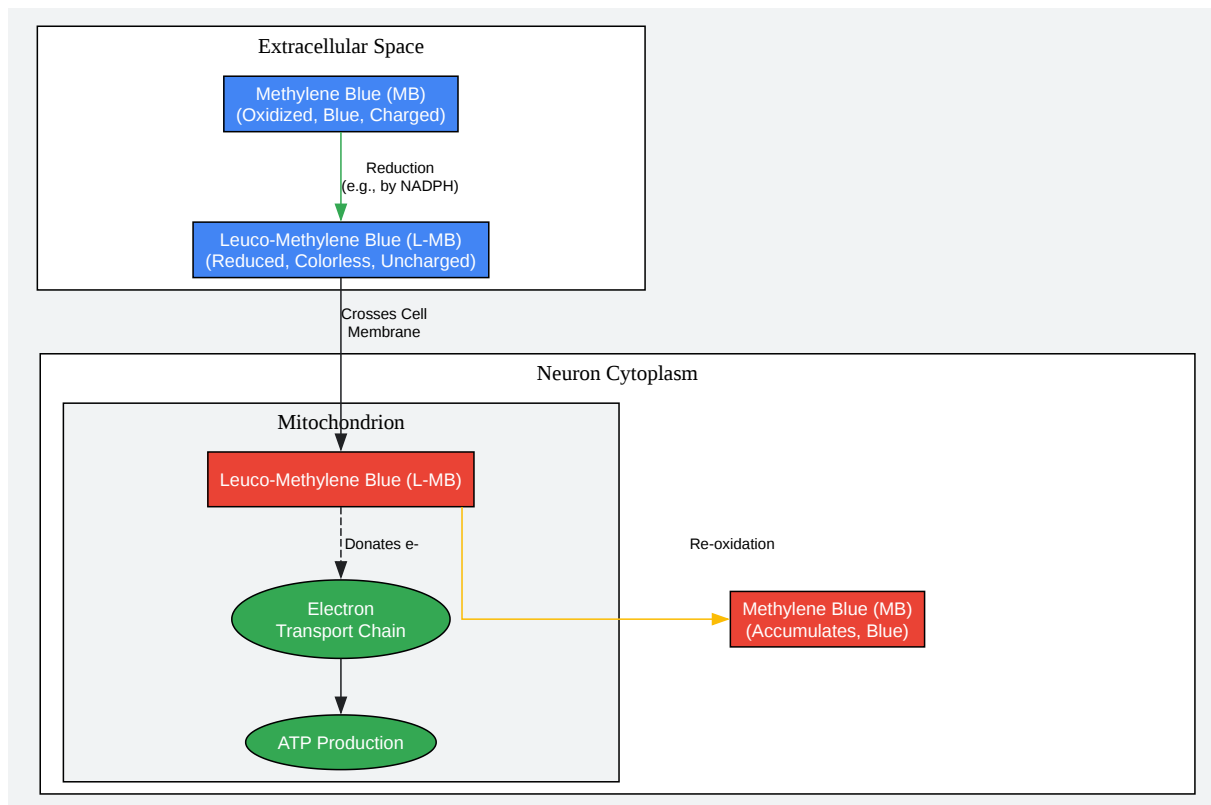 Extracellular Space
Methylene Blue (MB)
(Oxidized, Blue, Charged)
Reduction
(e.g., by NADPH)
Leuco-Methylene Blue (L-MB)
(Reduced, Colorless, Uncharged)
Crosses Cell
Membrane
Neuron Cytoplasm
Mitochondrion
Leuco-Methylene Blue (L-MB)
Donates e-
Re-oxidation
Electron
Transport Chain
Methylene Blue (MB)
(Accumulates, Blue)
ATP Production